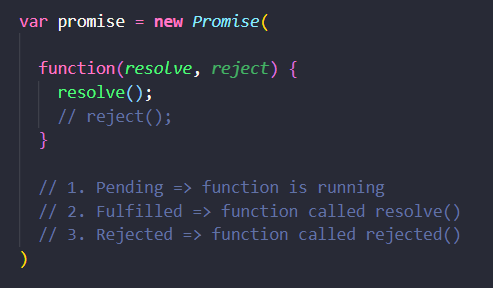 var promise = new Promise(
function(resolve, reject) {
resolve();
// reject();
}
// 1. Pending => function is running
// 2. Fulfilled => function called resolve()
// 3. Rejected => function called rejected()
)